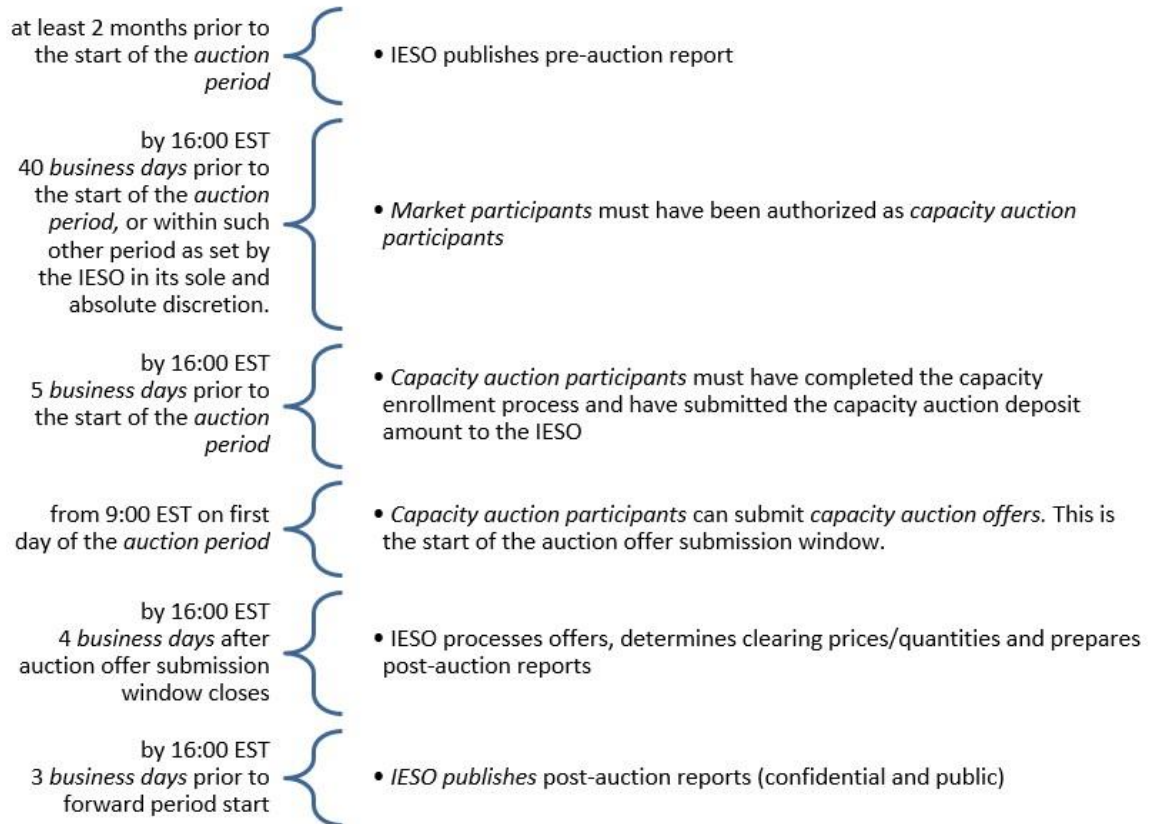 at least 2 months prior to
the start of the auction
period
• IESO publishes pre-auction report
by 16:00 EST
40 business days prior to
the start of the auction
period, or within such
other period as set by
the IESO in its sole and
absolute discretion.
• Market participants must have been authorized as capacity auction
participants
by 16:00 EST
5 business days prior to
the start of the auction
period
• Capacity auction participants must have completed the capacity
enrollment process and have submitted the capacity auction deposit
amount to the IESO
from 9:00 EST on first
day of the auction period
• Capacity auction participants can submit capacity auction offers. This is
the start of the auction offer submission window.
by 16:00 EST
4 business days after
auction offer submission
window closes
• IESO processes offers, determines clearing prices/quantities and prepares
post-auction reports
by 16:00 EST
3 business days prior to
forward period start
• IESO publishes post-auction reports (confidential and public)